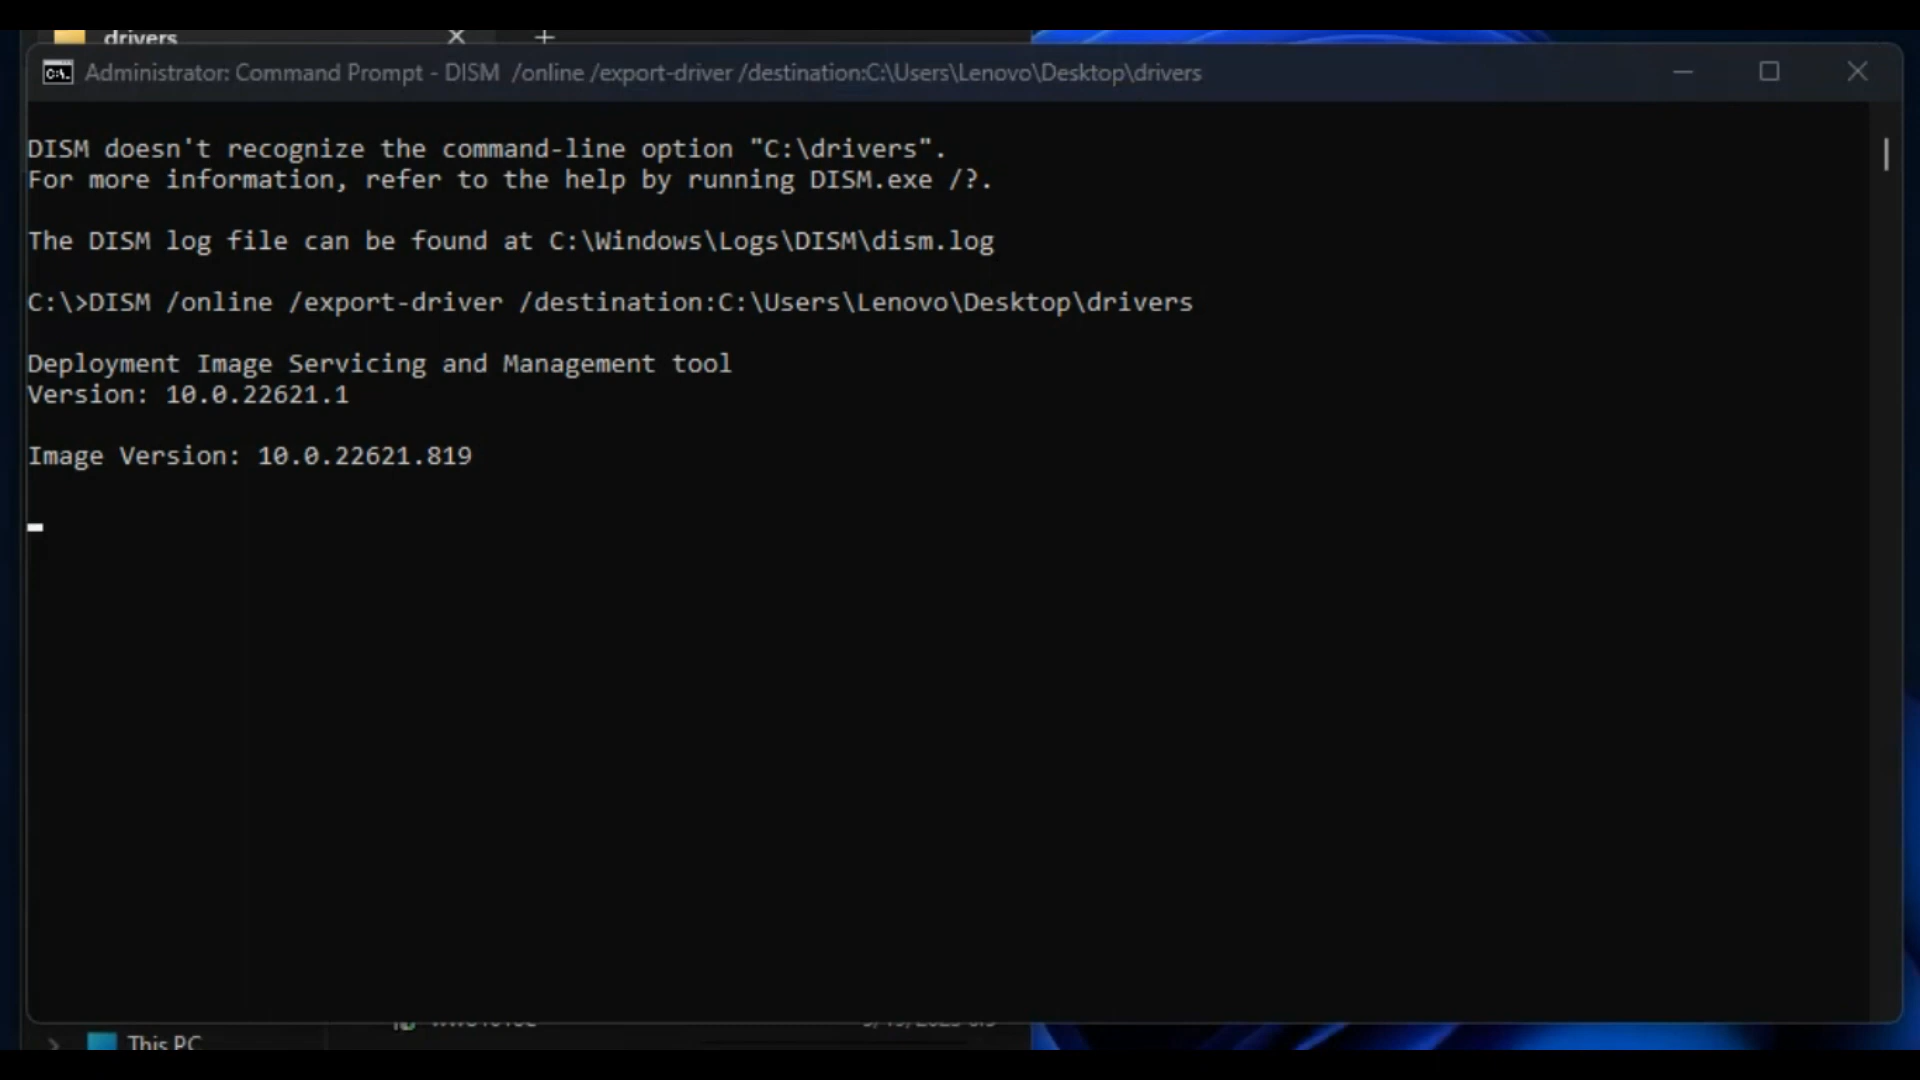 drivers
Administrator: Command Prompt - DISM  /online /export-driver /destination:C:\Users\Lenovo\Desktop\drivers
DISM doesn't recognize the command-line option "C:\drivers".
For more information, refer to the help by running DISM.exe /?.
The DISM log file can be found at C:\Windows\Logs\DISM\dism.log
C:\>DISM /online /export-driver /destination:C:\Users\Lenovo\Desktop\drivers
Deployment Image Servicing and Management tool
Version: 10.0.22621.1
Image Version: 10.0.22621.819
This PC